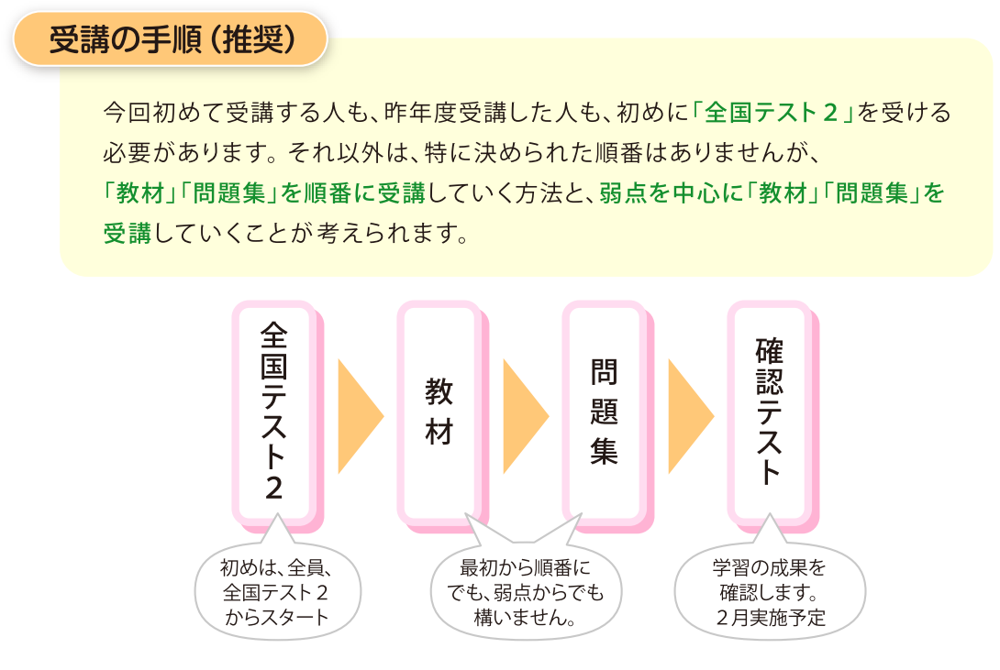 受講の手順（推奨）
今回初めて受講する人も、昨年度受講した人も、初めに「全国テスト２」を受ける
必要があります。それ以外は、特に決められた順番はありませんが、
「教材」「問題集」を順番に受講していく方法と、弱点を中心に「教材」「問題集」を
受講していくことが考えられます。
全国テスト２
教材
問題集
確認テスト
初めは、全員、
全国テスト２
からスタート
最初から順番に
でも、弱点からでも
構いません。
学習の成果を
確認します。
２月実施予定